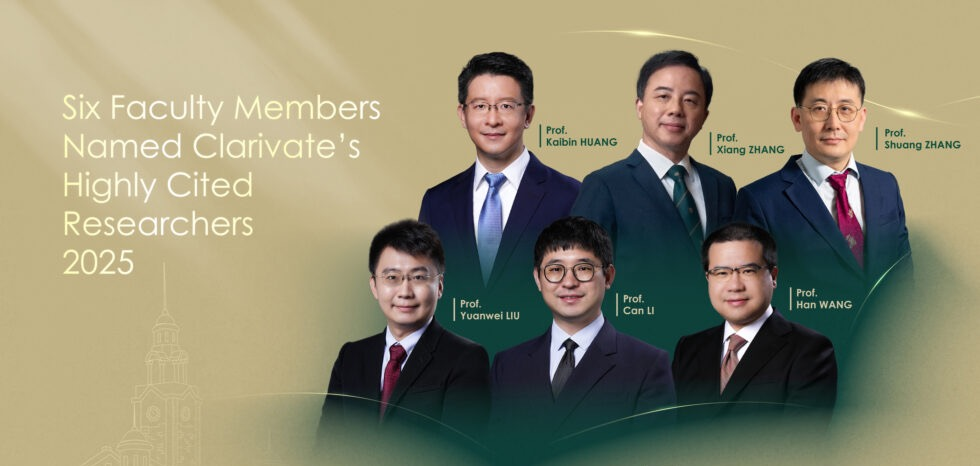 Six Faculty Members
Named Clarivate’s
Highly Cited
Researchers
2025
Prof.
Kaibin HUANG
Prof.
Xiang ZHANG
Prof.
Shuang ZHANG
Prof.
Yuanwei LIU
Prof.
Can LI
Prof.
Han WANG